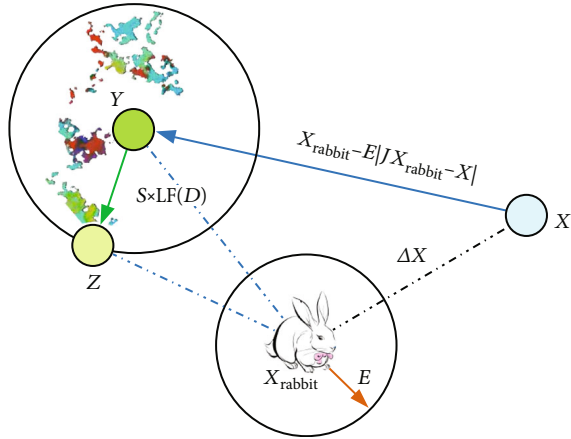 Y
X_rabbit–E|JX_rabbit–X|
S×LF(D)
X
ΔX
Z
X_rabbit
E